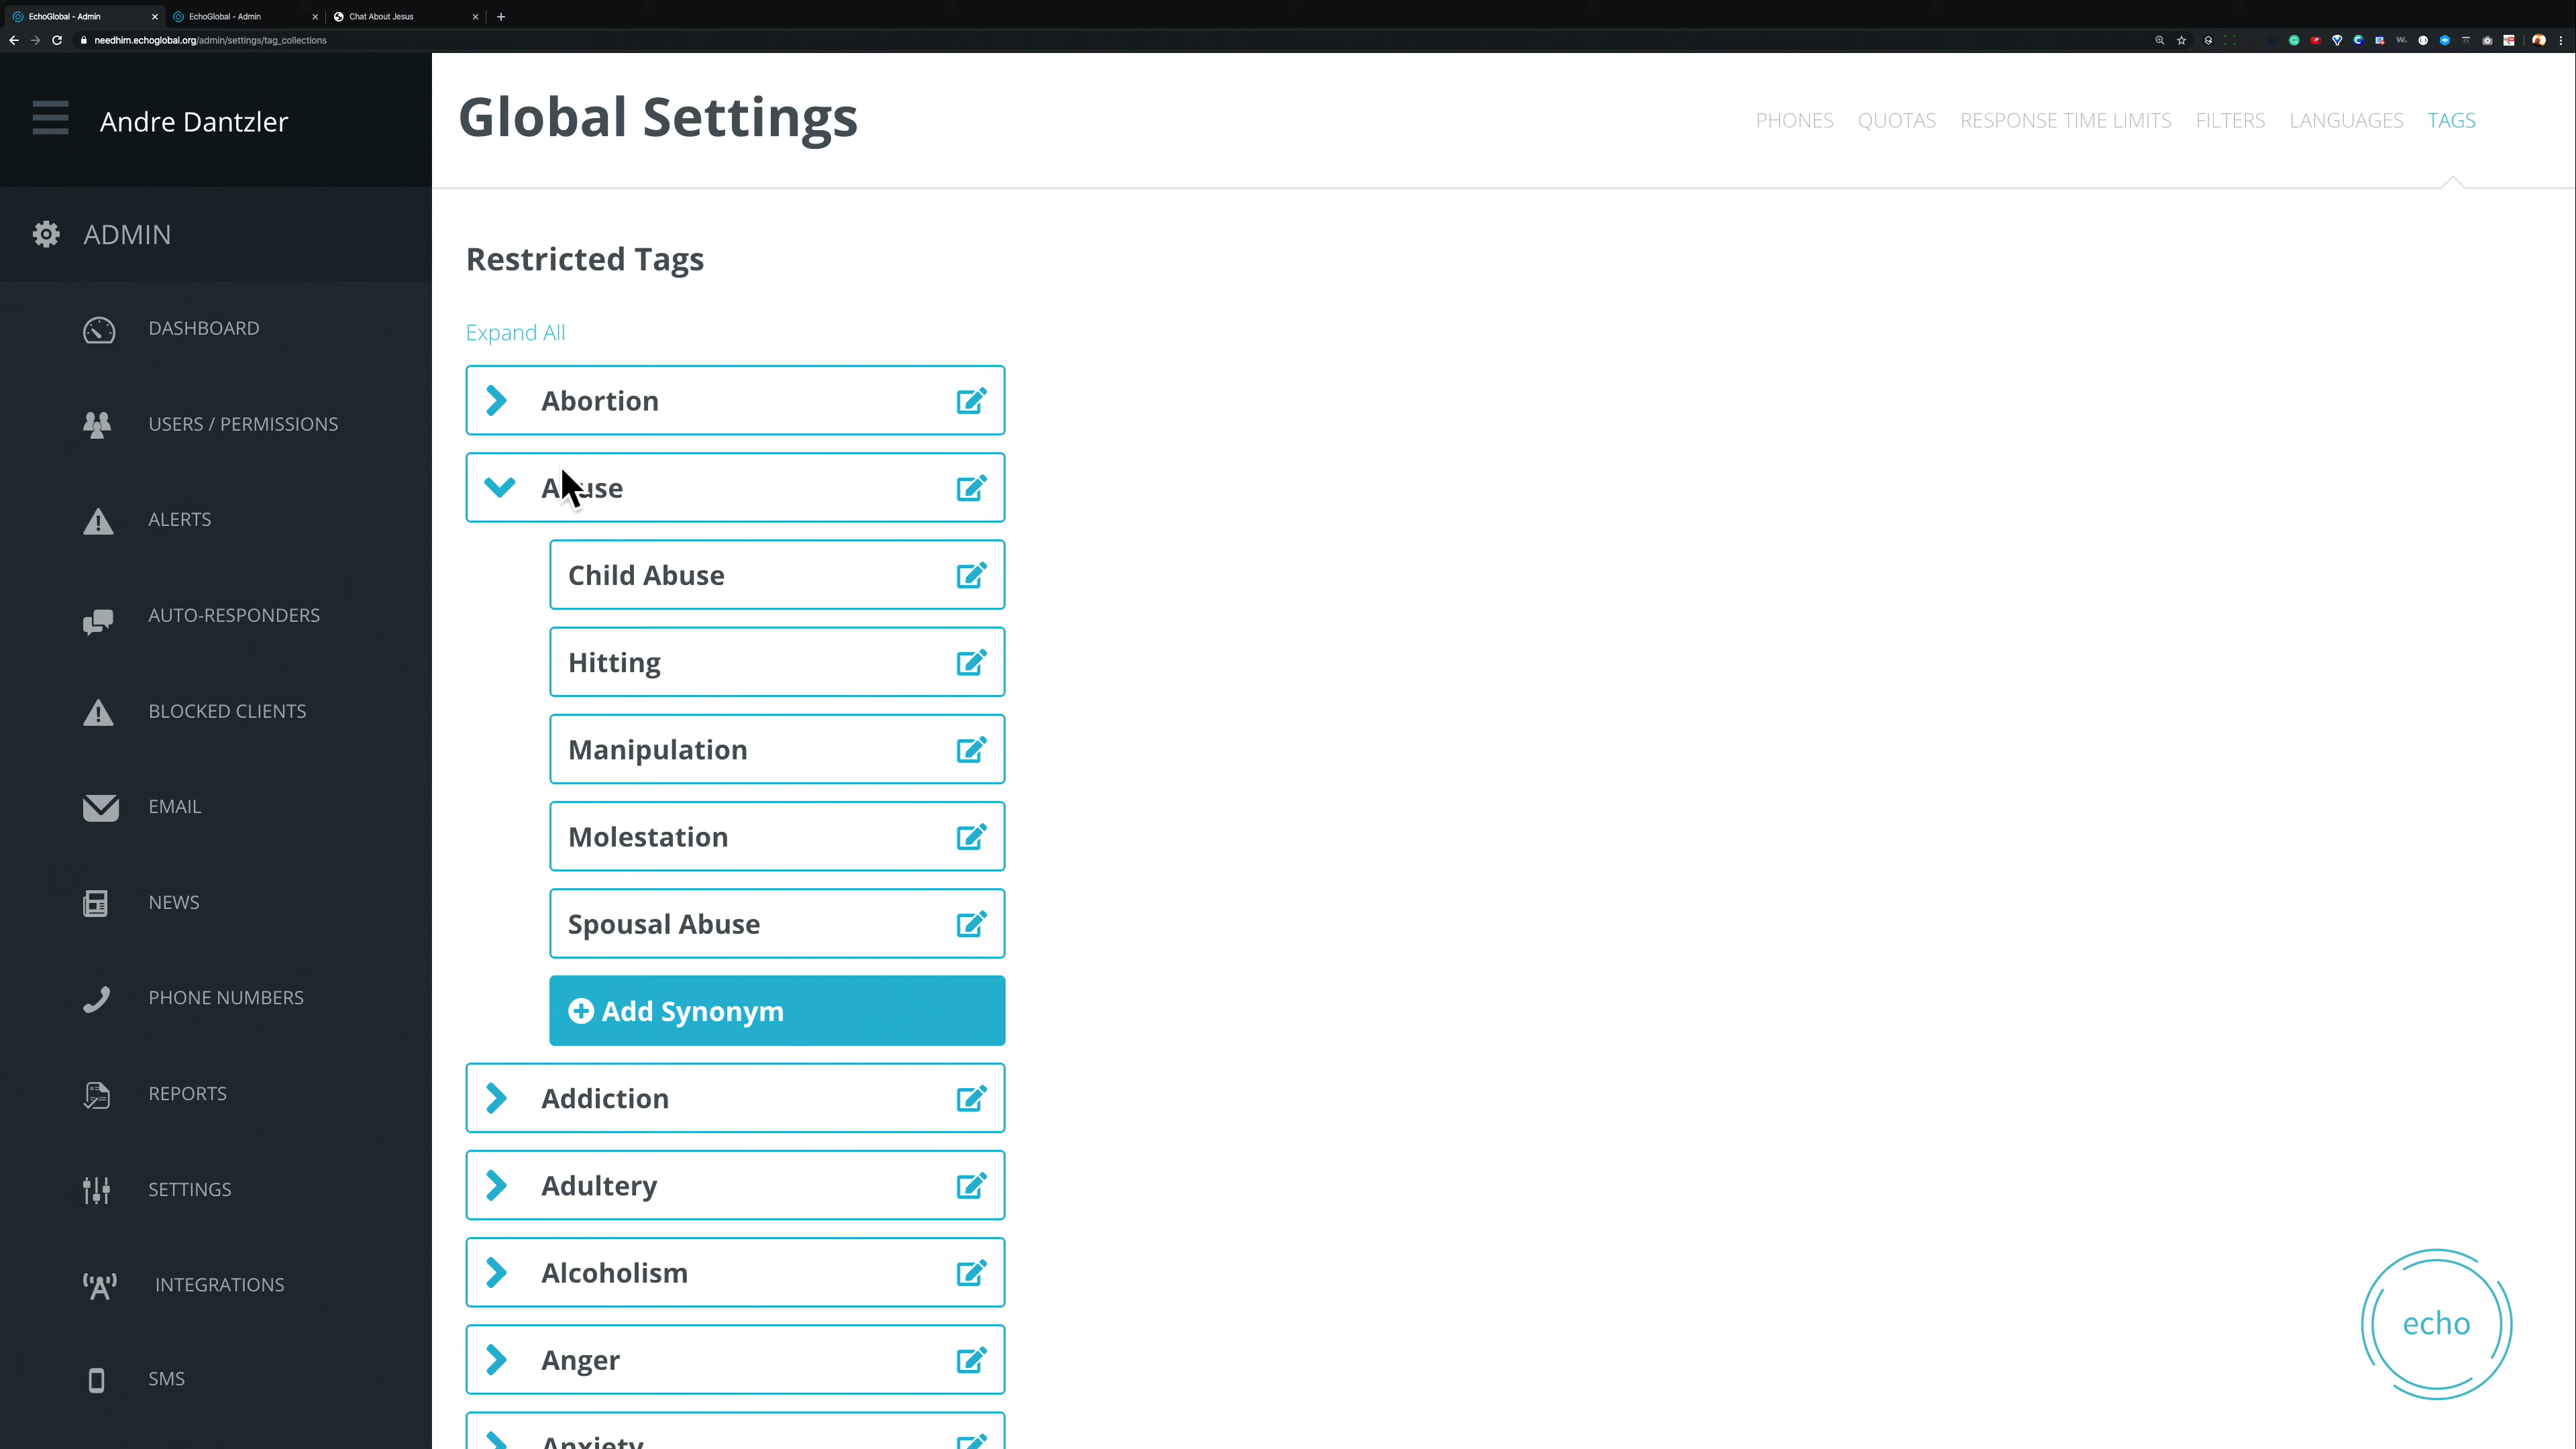 EchoGlobal - Admin
EchoGlobal - Admin
Chat About Jesus
needhim.echoglobal.org/admin/settings/tag_collections
Andre Dantzler
ADMIN
DASHBOARD
USERS / PERMISSIONS
ALERTS
AUTO-RESPONDERS
BLOCKED CLIENTS
EMAIL
NEWS
PHONE NUMBERS
REPORTS
SETTINGS
INTEGRATIONS
SMS
Global Settings
PHONES QUOTAS RESPONSE TIME LIMITS FILTERS LANGUAGES TAGS
Restricted Tags
Expand All
Abortion
Abuse
Child Abuse
Hitting
Manipulation
Molestation
Spousal Abuse
Add Synonym
Addiction
Adultery
Alcoholism
Anger
Anxiety
echo